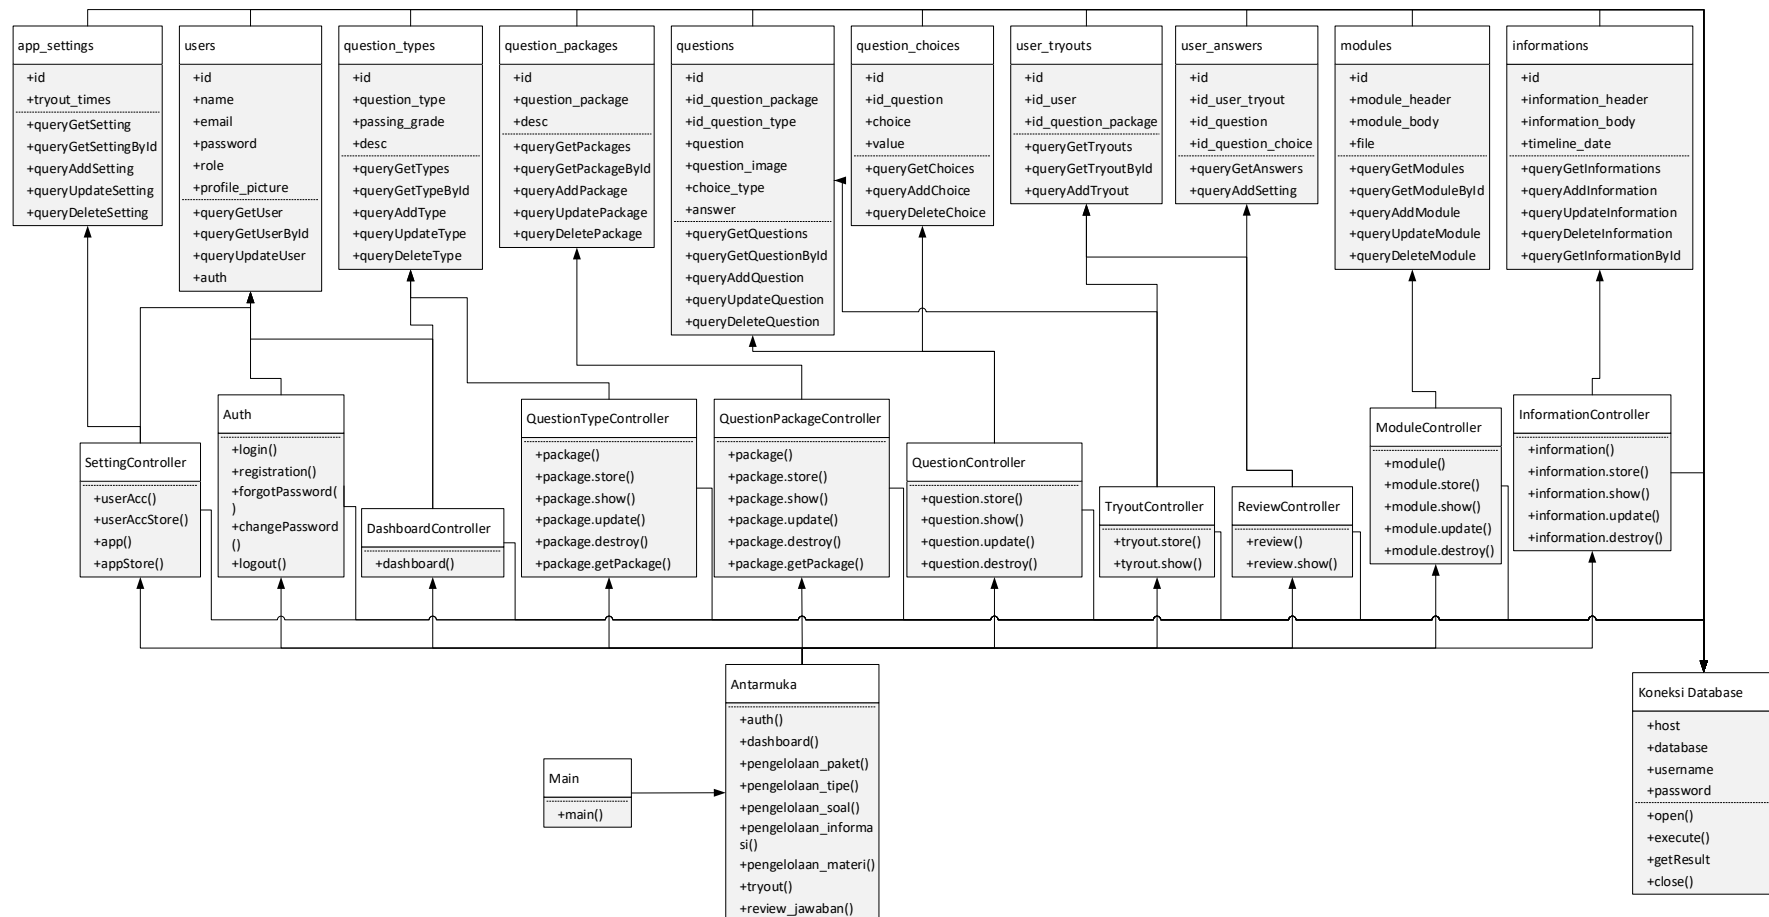 app_settings
+id
+tryout_times
+queryGetSetting
+queryGetSettingById
+queryAddSetting
+queryUpdateSetting
+queryDeleteSetting
users
+id
+name
+email
+password
+role
+profile_picture
+queryGetUser
+queryGetUserById
+queryUpdateUser
+auth
question_types
+id
+question_type
+passing_grade
+desc
+queryGetTypes
+queryGetTypeById
+queryAddType
+queryUpdateType
+queryDeleteType
question_packages
+id
+question_package
+desc
+queryGetPackages
+queryGetPackageById
+queryAddPackage
+queryUpdatePackage
+queryDeletePackage
questions
+id
+id_question_package
+id_question_type
+question
+question_image
+choice_type
+answer
+queryGetQuestions
+queryGetQuestionById
+queryAddQuestion
+queryUpdateQuestion
+queryDeleteQuestion
question_choices
+id
+id_question
+choice
+value
+queryGetChoices
+queryAddChoice
+queryDeleteChoice
user_tryouts
+id
+id_user
+id_question_package
+queryGetTryouts
+queryGetTryoutById
+queryAddTryout
user_answers
+id
+id_user_tryout
+id_question
+id_question_choice
+queryGetAnswers
+queryAddSetting
modules
+id
+module_header
+module_body
+file
+queryGetModules
+queryGetModuleById
+queryAddModule
+queryUpdateModule
+queryDeleteModule
informations
+id
+information_header
+information_body
+timeline_date
+queryGetInformations
+queryAddInformation
+queryUpdateInformation
+queryDeleteInformation
+queryGetInformationById
SettingController
+userAcc()
+userAccStore()
+app()
+appStore()
Auth
+login()
+registration()
+forgotPassword(
)
+changePassword
()
+logout()
DashboardController
+dashboard()
QuestionTypeController
+package()
+package.store()
+package.show()
+package.update()
+package.destroy()
+package.getPackage()
QuestionPackageController
+package()
+package.store()
+package.show()
+package.update()
+package.destroy()
+package.getPackage()
QuestionController
+question.store()
+question.show()
+question.update()
+question.destroy()
TryoutController
+tryout.store()
+tyrout.show()
ReviewController
+review()
+review.show()
ModuleController
+module()
+module.store()
+module.show()
+module.update()
+module.destroy()
InformationController
+information()
+information.store()
+information.show()
+information.update()
+information.destroy()
Main
+main()
Antarmuka
+auth()
+dashboard()
+pengelolaan_paket()
+pengelolaan_tipe()
+pengelolaan_soal()
+pengelolaan_informa
si()
+pengelolaan_materi()
+tryout()
+review_jawaban()
Koneksi Database
+host
+database
+username
+password
+open()
+execute()
+getResult
+close()